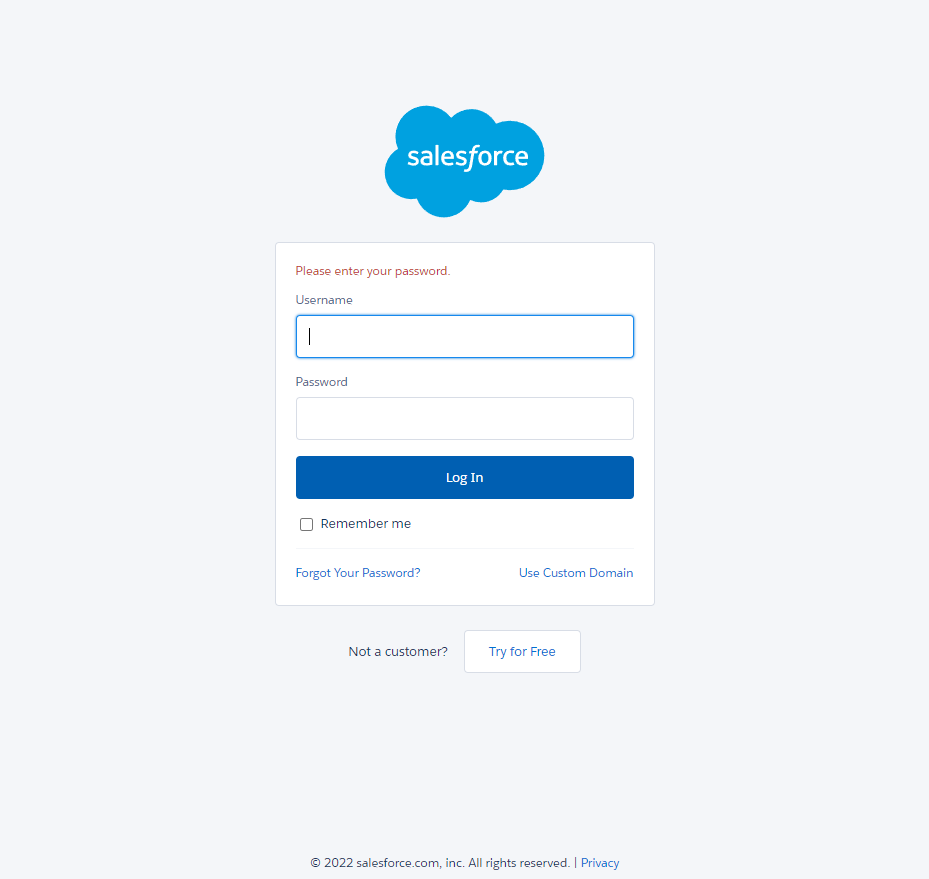 salesforce
Please enter your password.
Username
Password
Log In
Remember me
Forgot Your Password? Use Custom Domain
Not a customer? Try for Free
© 2022 salesforce.com, inc. All rights reserved. | Privacy